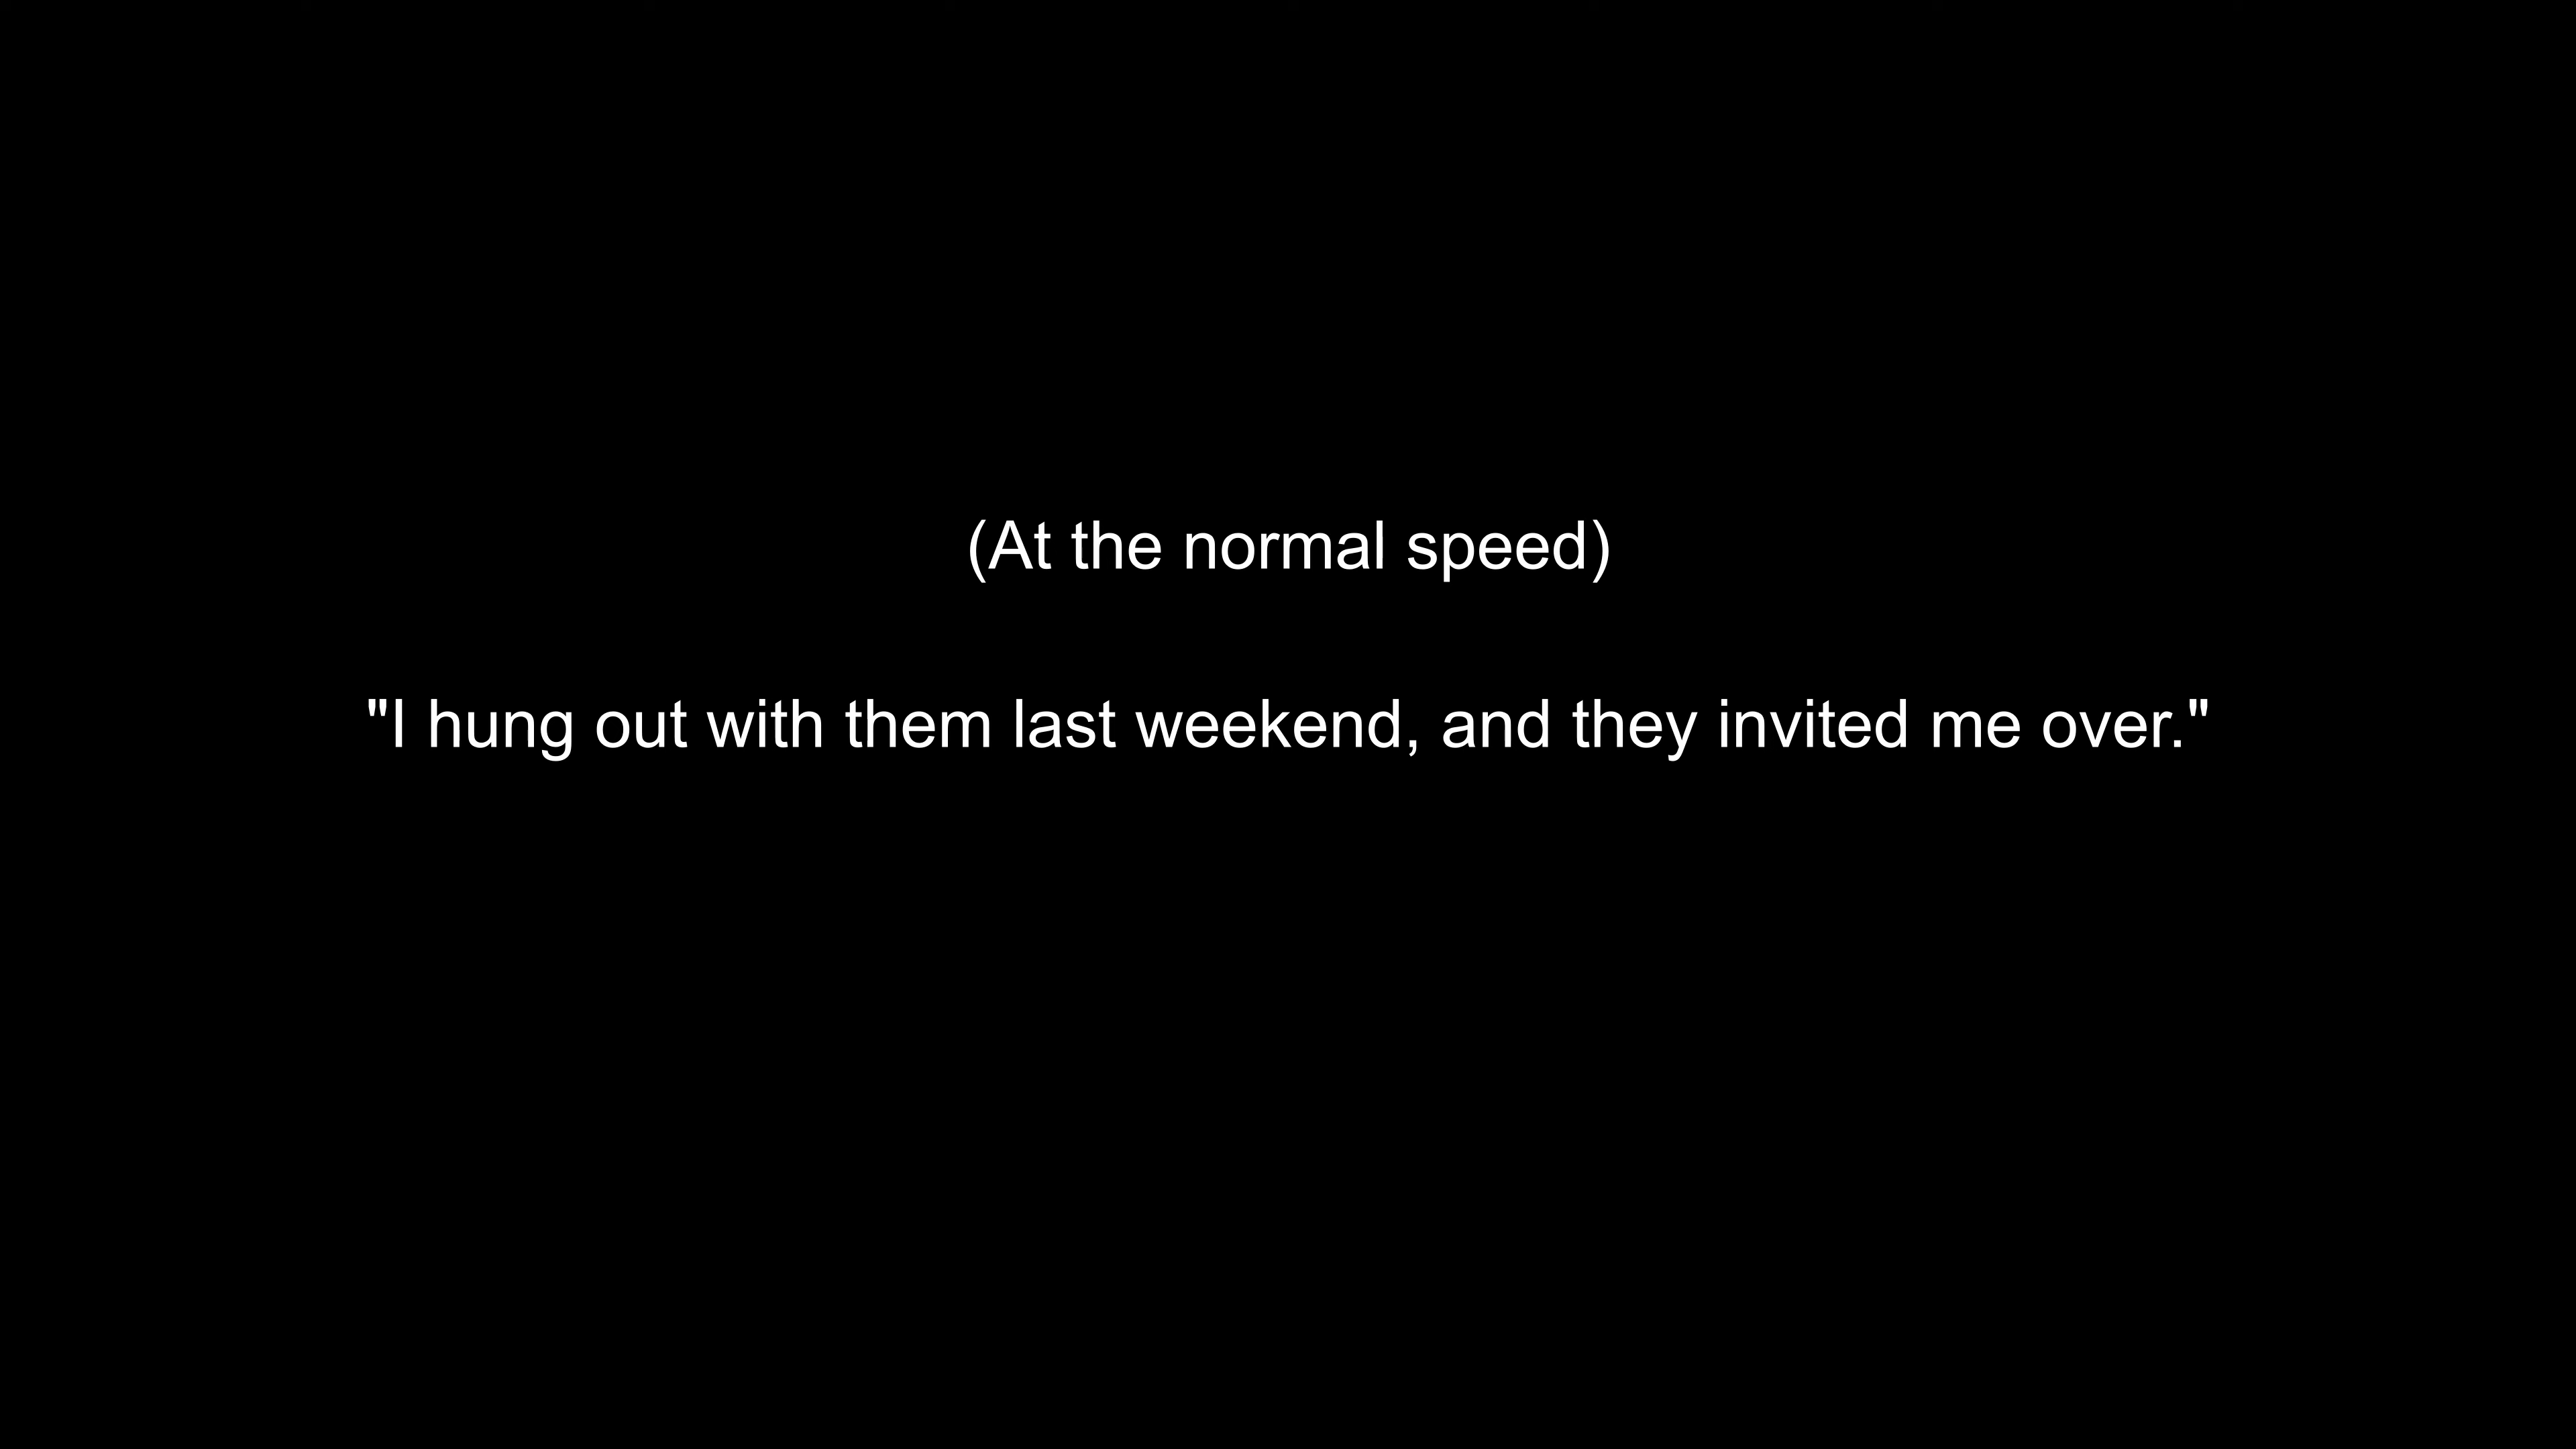 (At the normal speed)
"I hung out with them last weekend, and they invited me over."